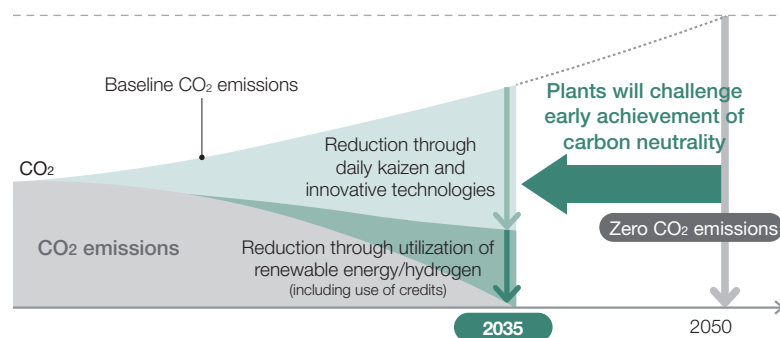 Baseline CO₂ emissions
Plants will challenge
early achievement of
carbon neutrality
Reduction through
daily kaizen and
innovative technologies
CO₂
CO₂ emissions
Reduction through utilization of
renewable energy/hydrogen
(including use of credits)
Zero CO₂ emissions
2035
2050